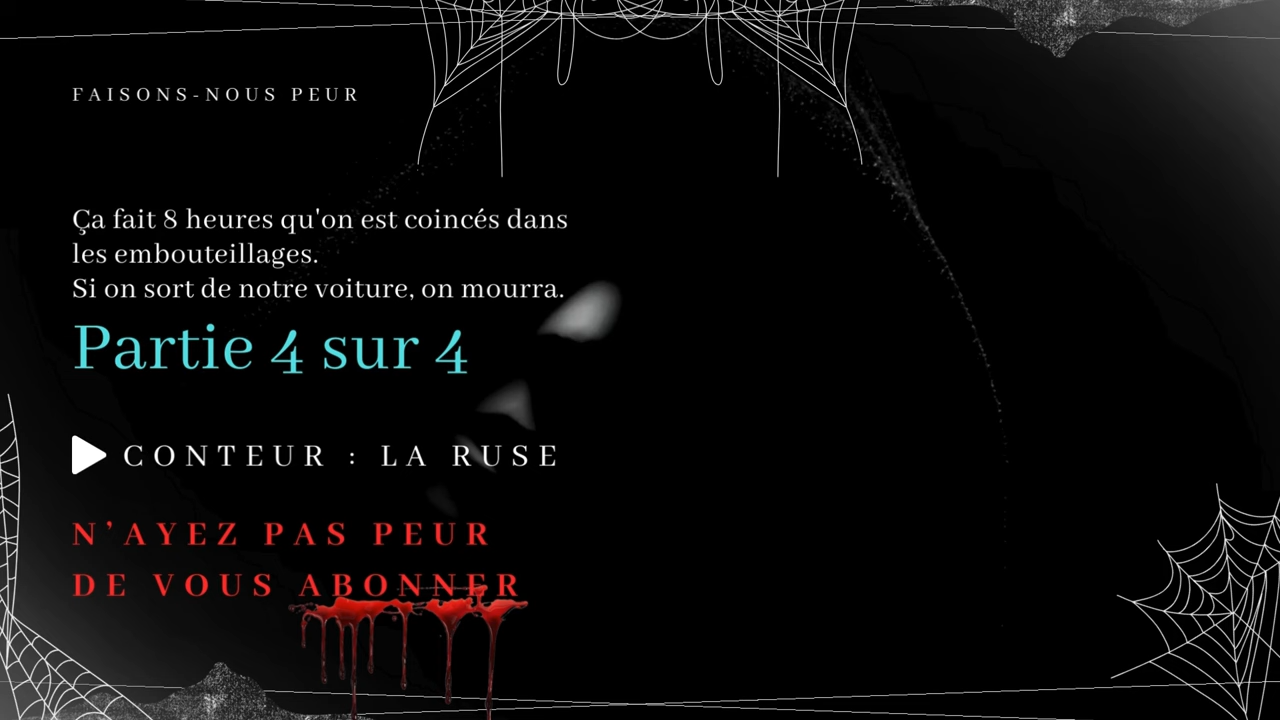 FAISONS-NOUS PEUR
Ça fait 8 heures qu'on est coincés dans
les embouteillages.
Si on sort de notre voiture, on mourra.
Partie 4 sur 4
CONTEUR : LA RUSE
N’AYEZ PAS PEUR
DE VOUS ABONNER